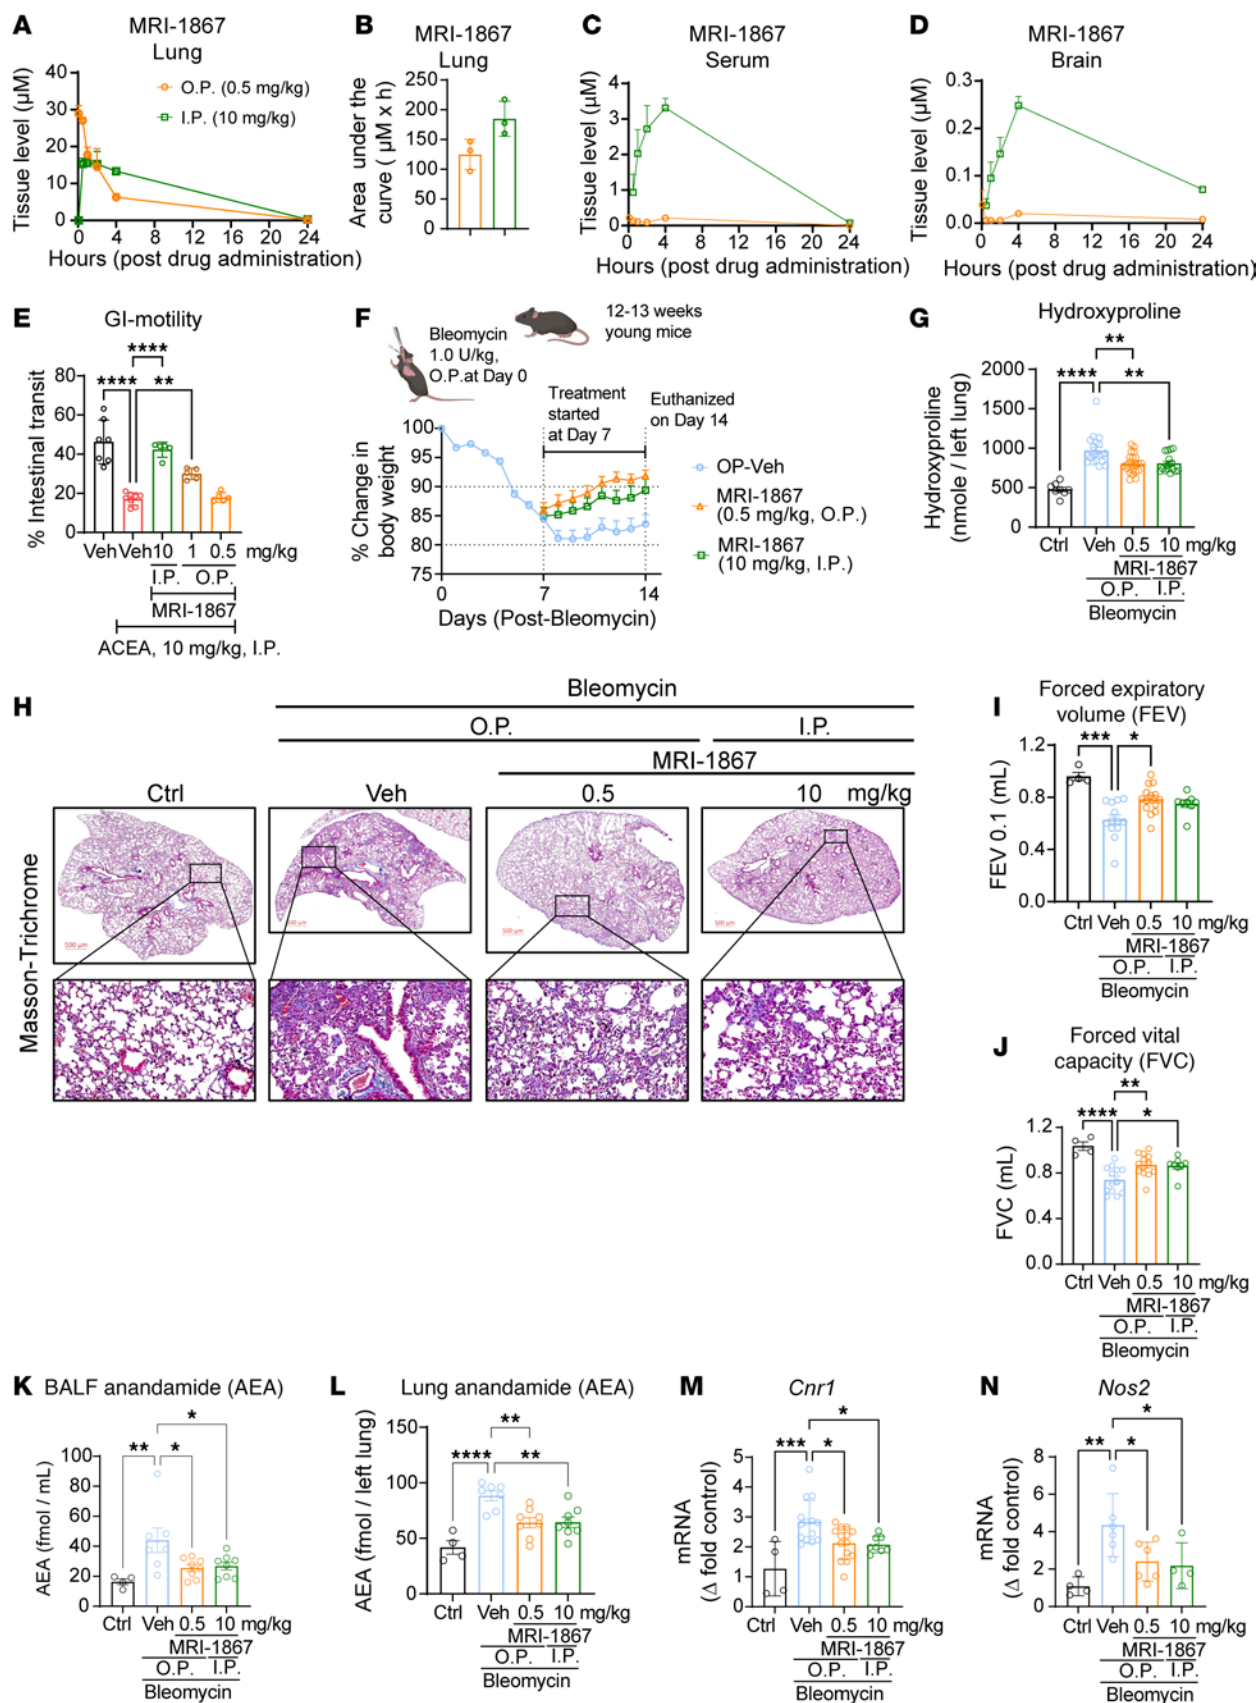 A
MRI-1867
Lung
Tissue level (μM)
40
30
20
10
0
O.P. (0.5 mg/kg)
I.P. (10 mg/kg)
0 4 8 12 16 20 24
Hours (post drug administration)
B
MRI-1867
Lung
Area under the
curve ( μM x h)
250
200
150
100
50
0
C
MRI-1867
Serum
Tissue level (μM)
4
3
2
1
0
0 4 8 12 16 20 24
Hours (post drug administration)
D
MRI-1867
Brain
Tissue level (μM)
0.3
0.2
0.1
0.0
0 4 8 12 16 20 24
Hours (post drug administration)
E
GI-motility
% Intestinal transit
80
60
40
20
0
****
**** **
Veh Veh 10 1 0.5 mg/kg
I.P. O.P.
MRI-1867
ACEA, 10 mg/kg, I.P.
F
Bleomycin
1.0 U/kg,
O.P.at Day 0
12-13 weeks
young mice
Treatment
started
at Day 7
Euthanized
on Day 14
% Change in
body weight
100
95
90
85
80
75
0 7 14
Days (Post-Bleomycin)
OP-Veh
MRI-1867
(0.5 mg/kg, O.P.)
MRI-1867
(10 mg/kg, I.P.)
G
Hydroxyproline
Hydroxyproline
(nmole / left lung)
2000
1500
1000
500
0
**
**** **
Ctrl Veh 0.5 10 mg/kg
MRI-1867
O.P. I.P.
Bleomycin
H
Bleomycin
O.P. I.P.
MRI-1867
Ctrl Veh 0.5 10 mg/kg
Masson-Trichrome
500 μm
500 μm
500 μm
500 μm
I
Forced expiratory
volume (FEV)
FEV 0.1 (mL)
1.2
0.8
0.4
0.0
*** *
Ctrl Veh 0.5 10 mg/kg
MRI-1867
O.P. I.P.
Bleomycin
J
Forced vital
capacity (FVC)
FVC (mL)
1.2
0.8
0.4
0.0
**
**** *
Ctrl Veh 0.5 10 mg/kg
MRI-1867
O.P. I.P.
Bleomycin
K
BALF anandamide (AEA)
AEA (fmol / mL)
100
80
60
40
20
0
*
** *
Ctrl Veh 0.5 10 mg/kg
MRI-1867
O.P. I.P.
Bleomycin
L
Lung anandamide (AEA)
AEA (fmol / left lung)
150
100
50
0
**
**** **
Ctrl Veh 0.5 10 mg/kg
MRI-1867
O.P. I.P.
Bleomycin
M
Cnr1
mRNA
(Δ fold control)
5
4
3
2
1
0
*
*** *
Ctrl Veh 0.5 10 mg/kg
MRI-1867
O.P. I.P.
Bleomycin
N
Nos2
mRNA
(Δ fold control)
8
6
4
2
0
*
** *
Ctrl Veh 0.5 10 mg/kg
MRI-1867
O.P. I.P.
Bleomycin